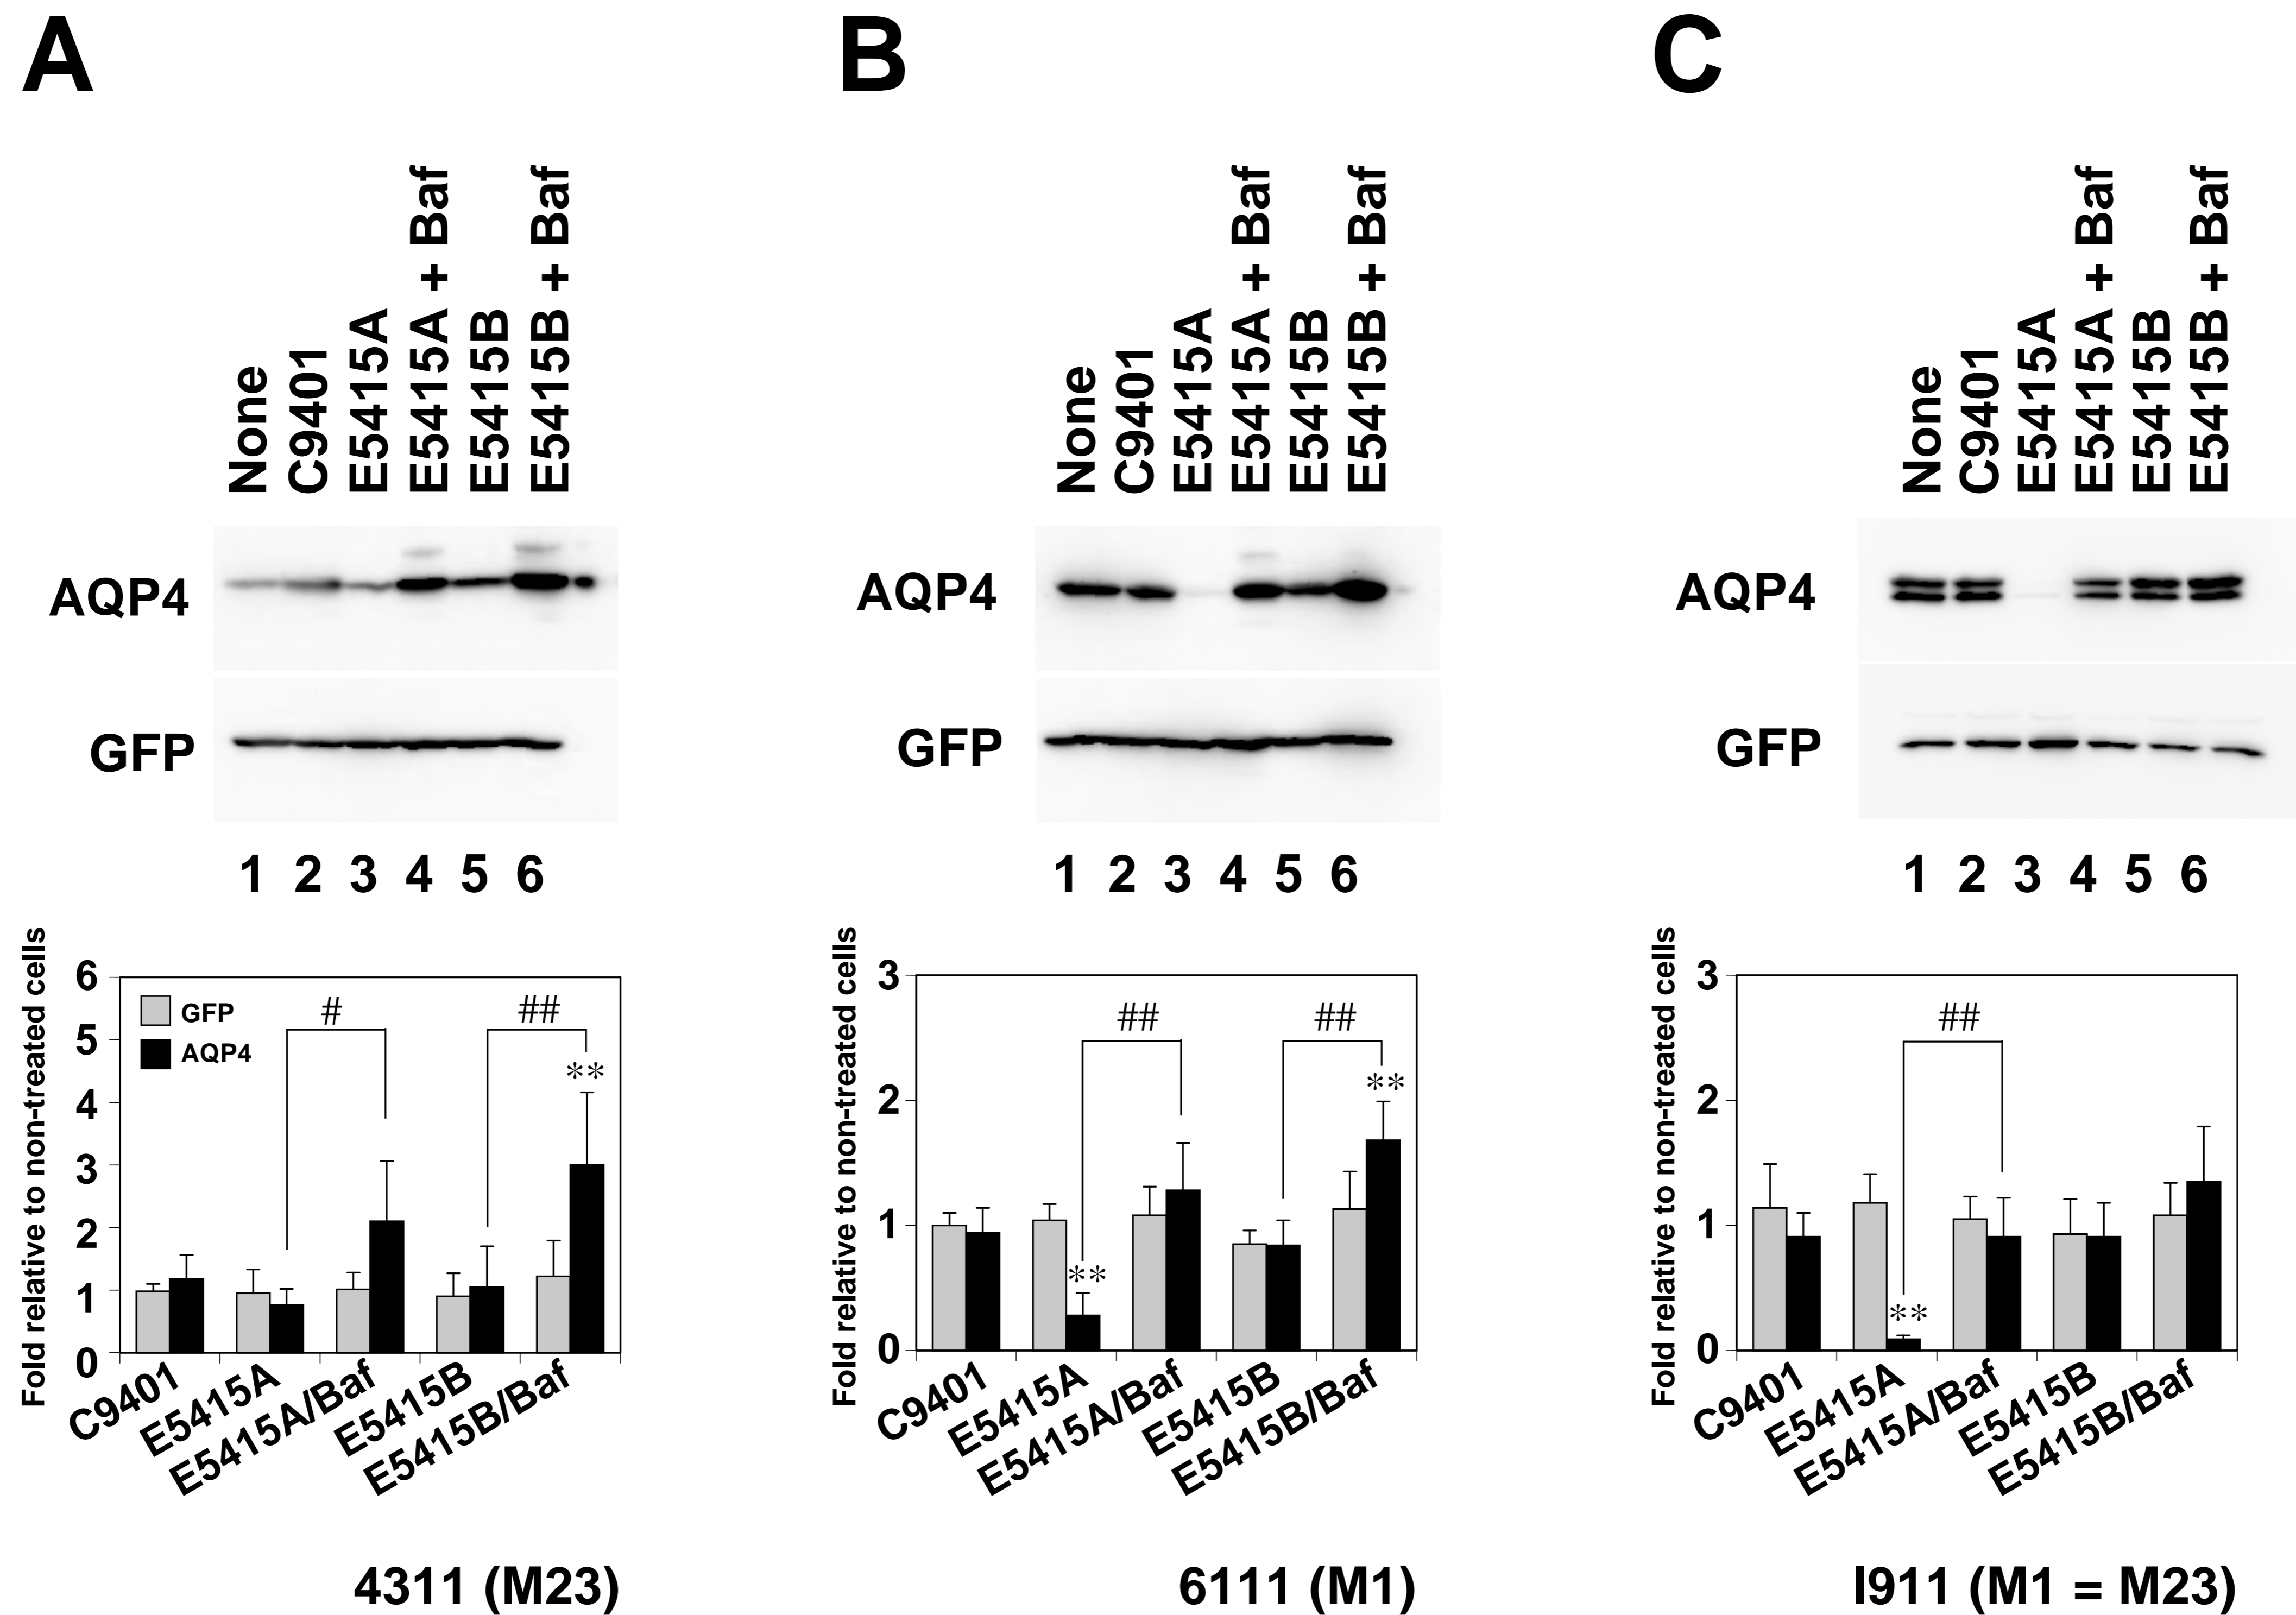 A
None
C9401
E5415A
E5415A + Baf
E5415B
E5415B + Baf
AQP4
GFP
1 2 3 4 5 6
Fold relative to non-treated cells
6
5
4
3
2
1
0
GFP
AQP4
#
##
**
C9401
E5415A
E5415A/Baf
E5415B
E5415B/Baf
4311 (M23)
B
None
C9401
E5415A
E5415A + Baf
E5415B
E5415B + Baf
AQP4
GFP
1 2 3 4 5 6
Fold relative to non-treated cells
3
2
1
0
##
##
**
**
C9401
E5415A
E5415A/Baf
E5415B
E5415B/Baf
6111 (M1)
C
None
C9401
E5415A
E5415A + Baf
E5415B
E5415B + Baf
AQP4
GFP
1 2 3 4 5 6
Fold relative to non-treated cells
3
2
1
0
##
**
C9401
E5415A
E5415A/Baf
E5415B
E5415B/Baf
I911 (M1 = M23)